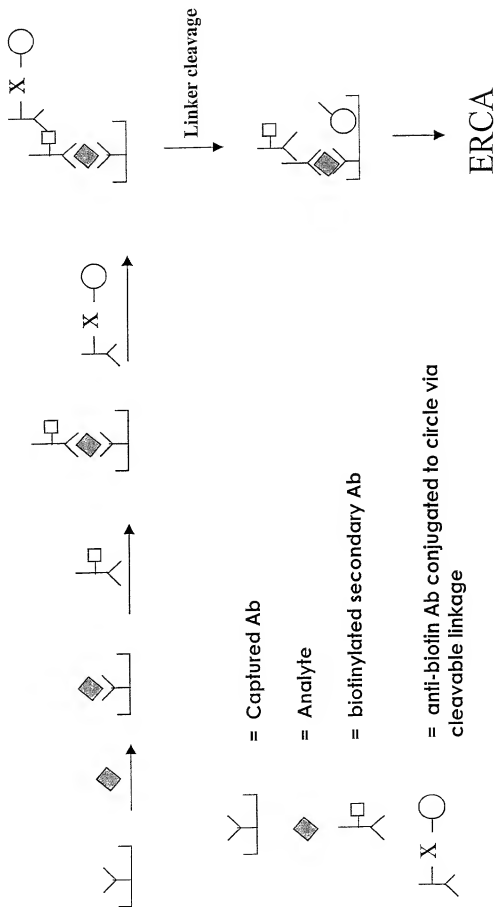 X
X
Linker cleavage
ERCA
= Captured Ab
= Analyte
= biotinylated secondary Ab
X
= anti-biotin Ab conjugated to circle via
cleavable linkage